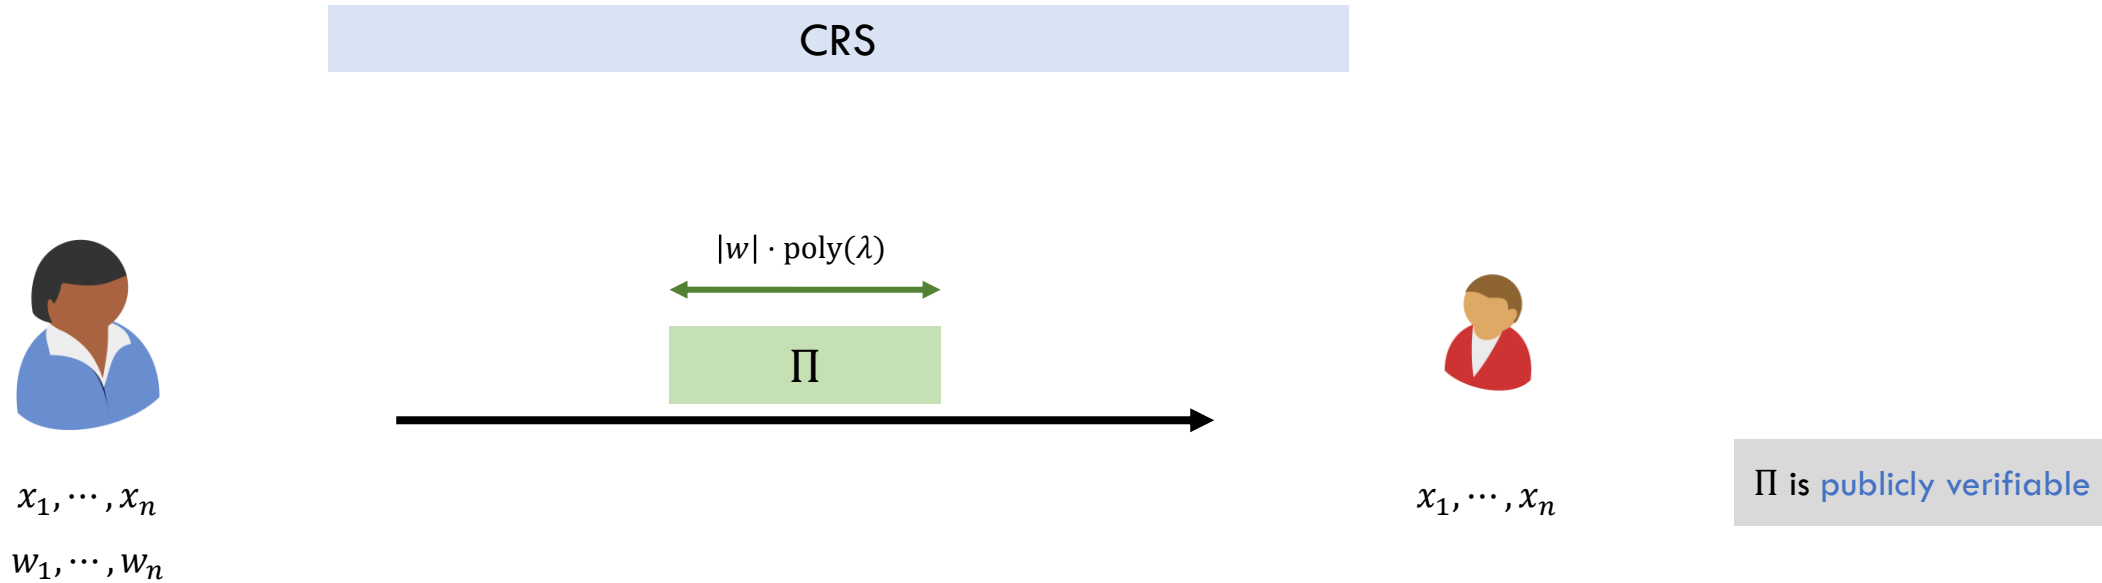 CRS
|w| · poly(λ)
Π
x₁, ⋯ , xₙ
w₁, ⋯ , wₙ
x₁, ⋯ , xₙ
Π is publicly verifiable